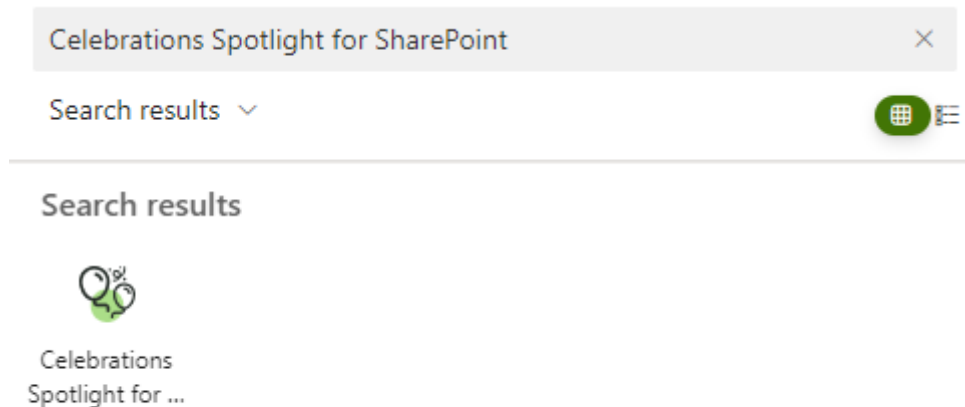 Celebrations Spotlight for SharePoint
Search results
Search results
Celebrations
Spotlight for ...